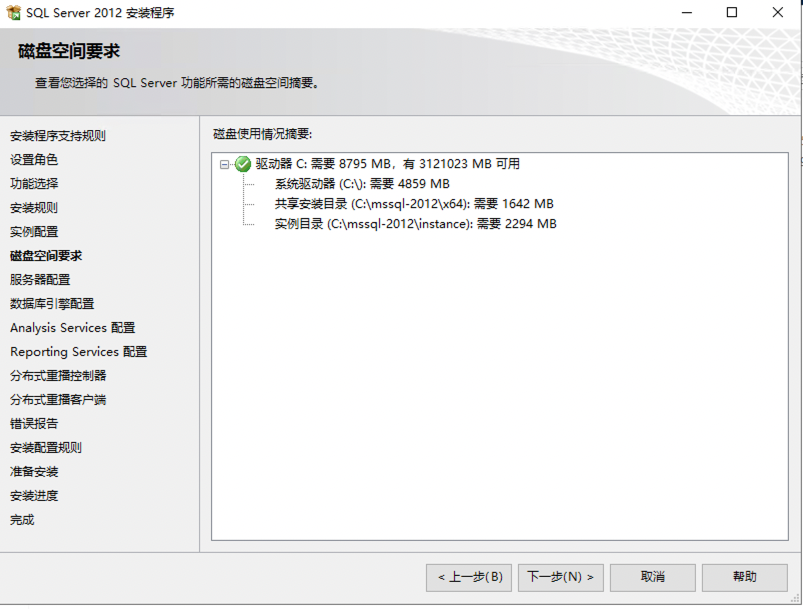 SQL Server 2012 安装程序
磁盘空间要求
查看您选择的 SQL Server 功能所需的磁盘空间摘要。
安装程序支持规则
设置角色
功能选择
安装规则
实例配置
磁盘空间要求
服务器配置
数据库引擎配置
Analysis Services 配置
Reporting Services 配置
分布式重播控制器
分布式重播客户端
错误报告
安装配置规则
准备安装
安装进度
完成
磁盘使用情况摘要:
驱动器 C: 需要 8795 MB，有 3121023 MB 可用
系统驱动器 (C:\): 需要 4859 MB
共享安装目录 (C:\mssql-2012\x64): 需要 1642 MB
实例目录 (C:\mssql-2012\instance): 需要 2294 MB
< 上一步(B)
下一步(N) >
取消
帮助